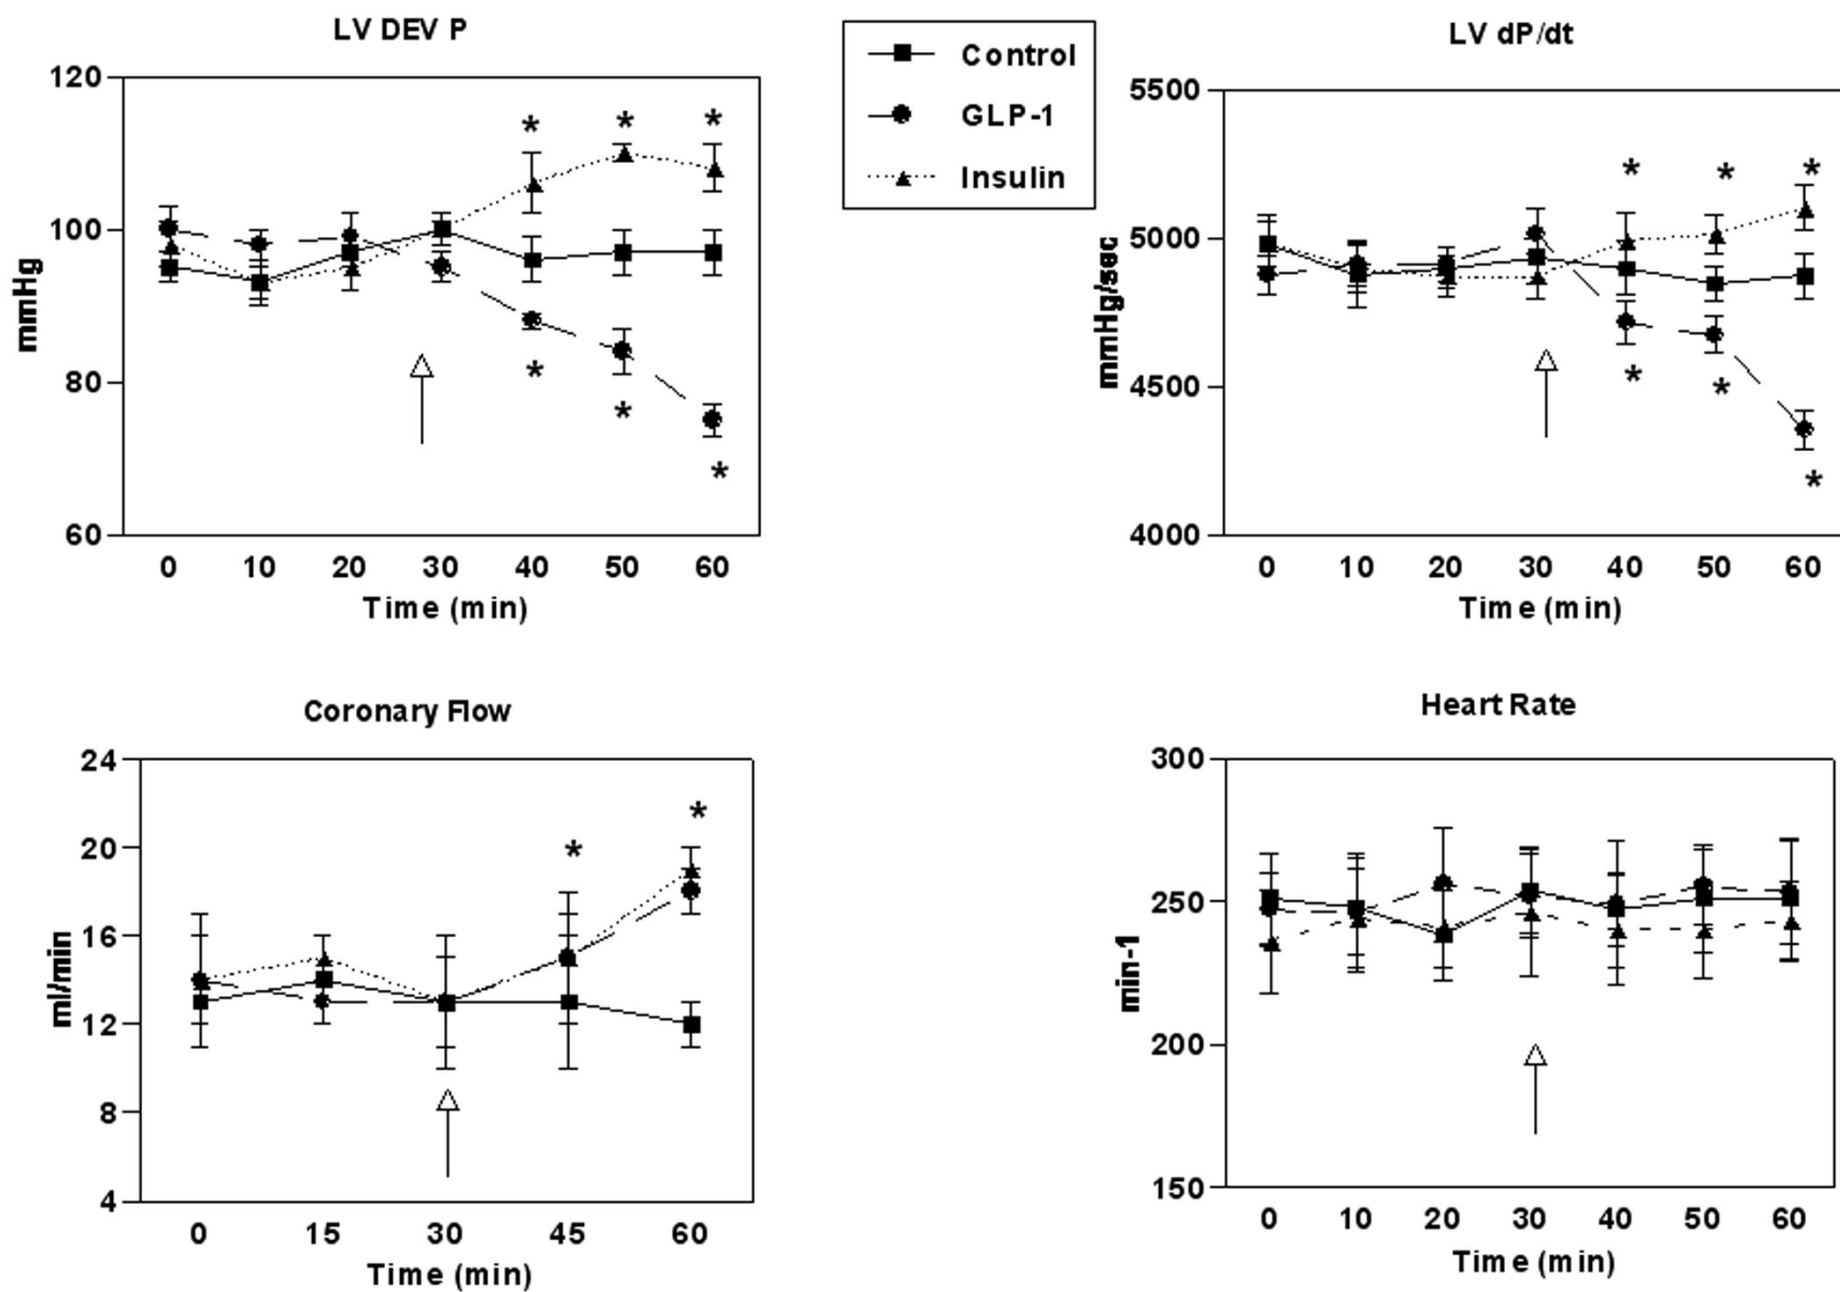 LV DEV P
120
100
80
60
mmHg
* * *
* * *
0 10 20 30 40 50 60
Time (min)
Control
GLP-1
Insulin
LV dP/dt
5500
5000
4500
4000
mmHg/sec
* * *
* * *
0 10 20 30 40 50 60
Time (min)
Coronary Flow
24
20
16
12
8
4
ml/min
* *
0 15 30 45 60
Time (min)
Heart Rate
300
250
200
150
min-1
0 10 20 30 40 50 60
Time (min)